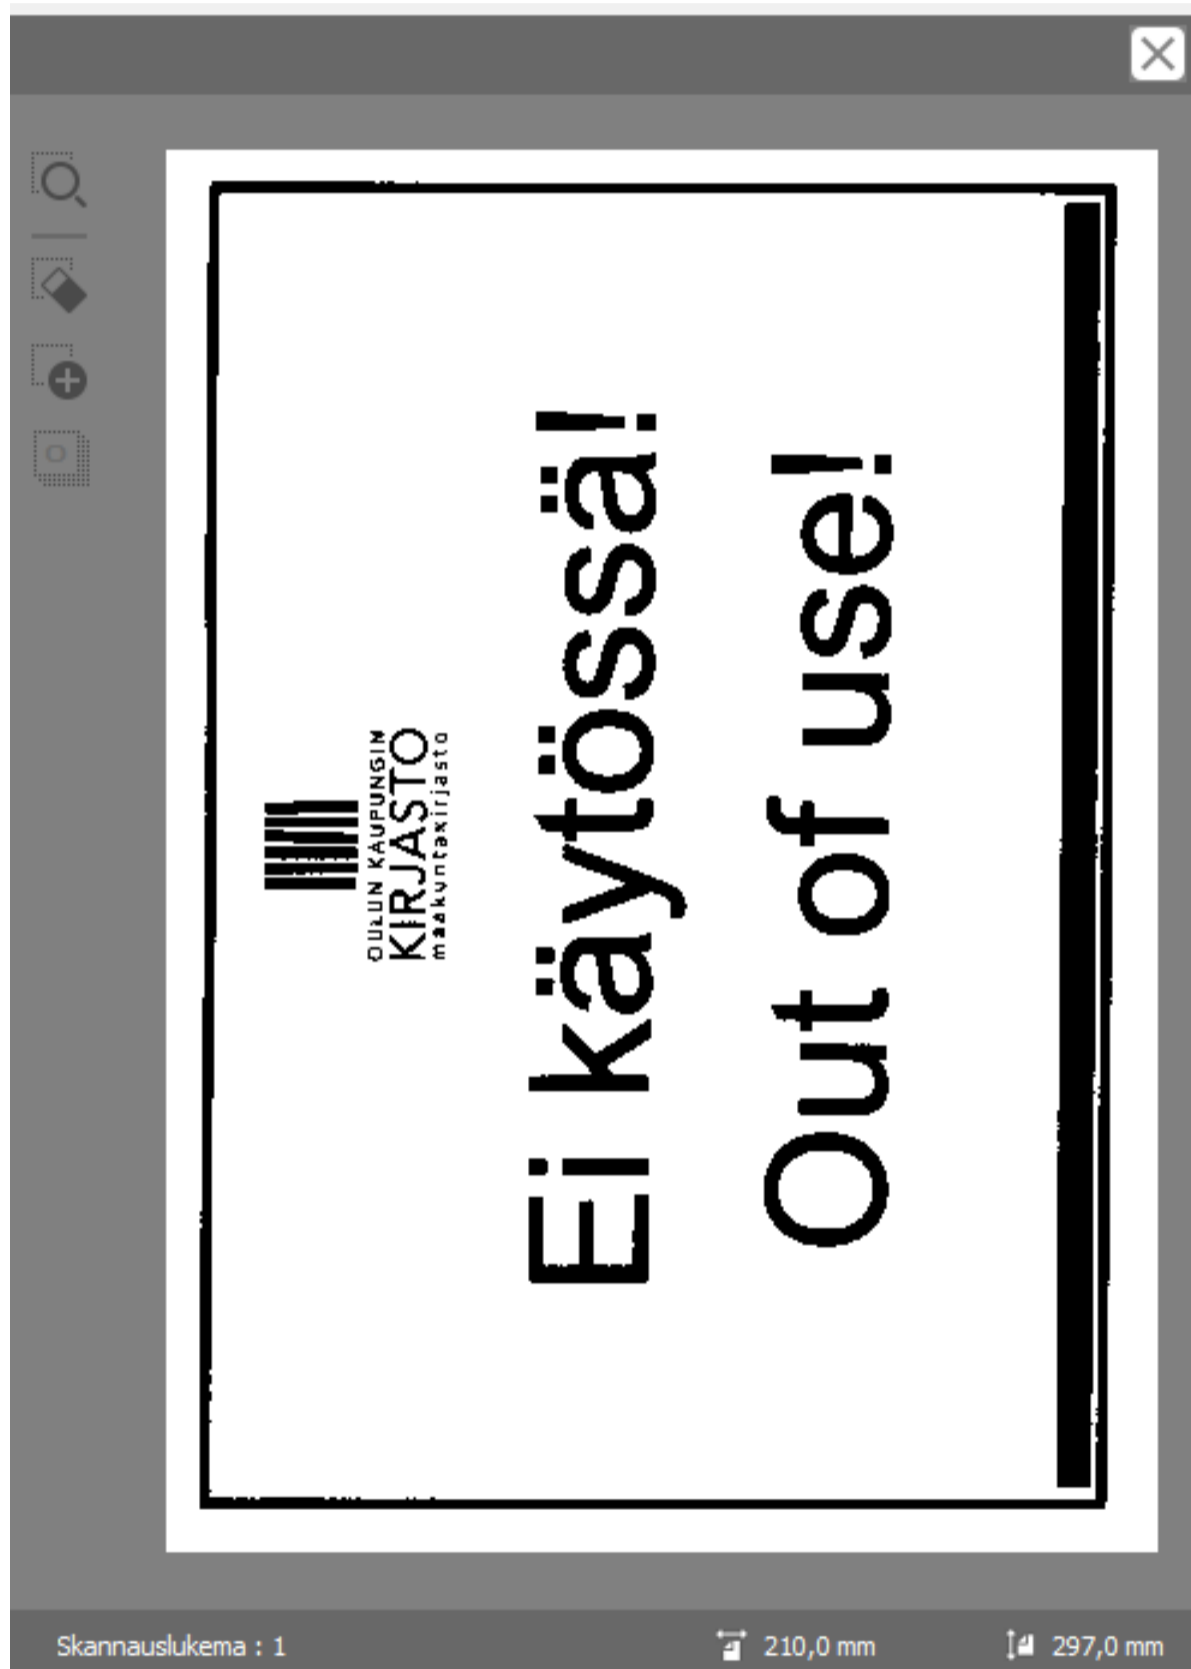 OULUN KAUPUNGIN
KIRJASTO
maakuntakirjasto
Ei käytössä!
Out of use!
Skannauslukema : 1
210,0 mm
297,0 mm